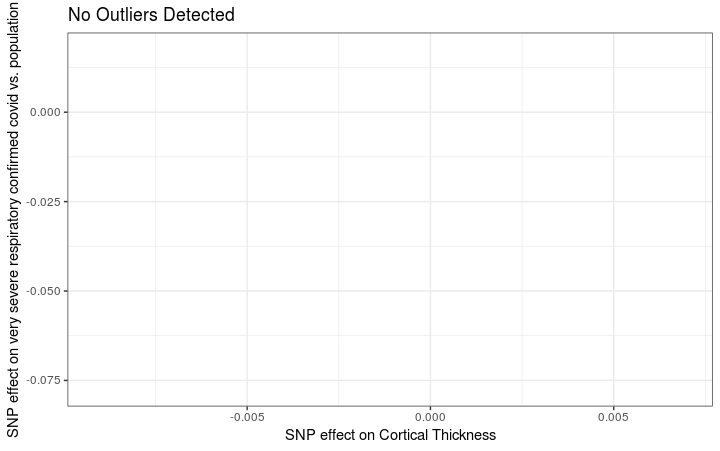 No Outliers Detected
SNP effect on very severe respiratory confirmed covid vs. population
0.000
-0.025
-0.050
-0.075
-0.005
0.000
0.005
SNP effect on Cortical Thickness